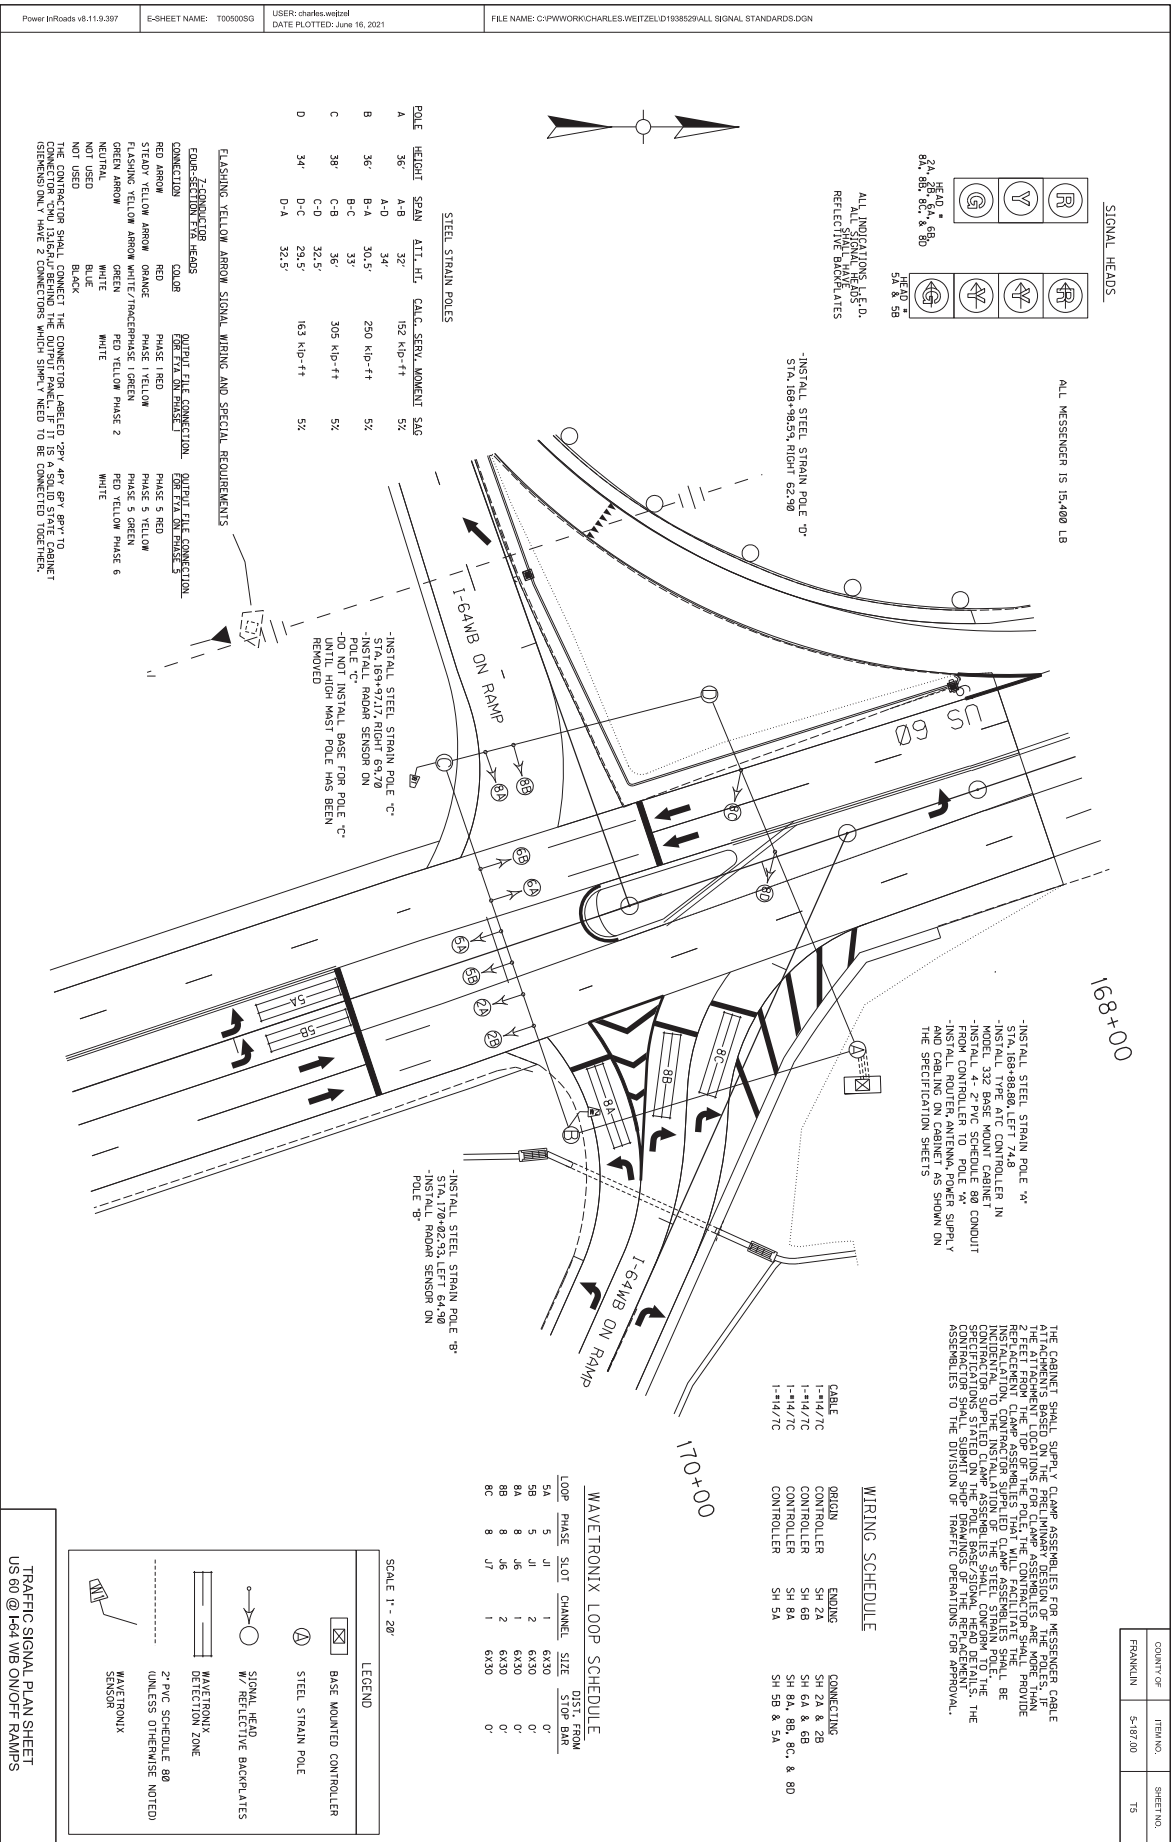 Power InRoads v8.11.9.397
E-SHEET NAME: T00500SG
USER: charles.weitzel
DATE PLOTTED: June 16, 2021
FILE NAME: C:\PWWORK\CHARLES.WEITZEL\D1938529\ALL SIGNAL STANDARDS.DGN
COUNTY OF
FRANKLIN
ITEM NO.
5-187.00
SHEET NO.
T5
SIGNAL HEADS
R
Y
G
HEAD #
2A, 2B, 6A, 6B,
8A, 8B, 8C, & 8D
R
Y
Y
G
HEAD #
5A & 5B
ALL INDICATIONS L.E.D.
ALL SIGNAL HEADS
SHALL HAVE
REFLECTIVE BACKPLATES
ALL MESSENGER IS 15,400 LB
STEEL STRAIN POLES
POLE HEIGHT SPAN ATT. HT. CALC. SERV. MOMENT SAG
A 36' A-B 32' 152 kip-ft 5%
A-D 34'
B 36' B-A 30.5' 250 kip-ft 5%
B-C 33'
C 38' C-B 36' 305 kip-ft 5%
C-D 32.5'
D 34' D-C 29.5' 163 kip-ft 5%
D-A 32.5'
FLASHING YELLOW ARROW SIGNAL WIRING AND SPECIAL REQUIREMENTS
7-CONDUCTOR
FOUR-SECTION FYA HEADS
CONNECTION COLOR OUTPUT FILE CONNECTION FOR FYA ON PHASE 1 OUTPUT FILE CONNECTION FOR FYA ON PHASE 5
RED ARROW RED PHASE 1 RED PHASE 5 RED
STEADY YELLOW ARROW ORANGE PHASE 1 YELLOW PHASE 5 YELLOW
FLASHING YELLOW ARROW WHITE/TRACER PHASE 1 GREEN PHASE 5 GREEN
GREEN ARROW GREEN PED YELLOW PHASE 2 PED YELLOW PHASE 6
NEUTRAL WHITE WHITE WHITE
NOT USED BLUE
NOT USED BLACK
THE CONTRACTOR SHALL CONNECT THE CONNECTOR LABELED "2PY 4PY 6PY 8PY" TO
CONNECTOR "CMU 13,16,R,U" BEHIND THE OUTPUT PANEL. IF IT IS A SOLID STATE CABINET
(SIEMENS) ONLY HAVE 2 CONNECTORS WHICH SIMPLY NEED TO BE CONNECTED TOGETHER.
-INSTALL STEEL STRAIN POLE "D"
STA. 168+98.59, RIGHT 62.90
-INSTALL STEEL STRAIN POLE "C"
STA. 169+97.17, RIGHT 69.70
-INSTALL RADAR SENSOR ON
POLE "C"
-DO NOT INSTALL BASE FOR POLE "C"
UNTIL HIGH MAST POLE HAS BEEN
REMOVED
-INSTALL STEEL STRAIN POLE "A"
STA. 168+88.80, LEFT 74.8
-INSTALL TYPE ATC CONTROLLER IN
MODEL 332 BASE MOUNT CABINET
-INSTALL 4- 2" PVC SCHEDULE 80 CONDUIT
FROM CONTROLLER TO POLE "A"
-INSTALL ROUTER, ANTENNA, POWER SUPPLY
AND CABLING ON CABINET AS SHOWN ON
THE SPECIFICATION SHEETS
-INSTALL STEEL STRAIN POLE "B"
STA. 170+02.93, LEFT 64.90
-INSTALL RADAR SENSOR ON
POLE "B"
168+00
170+00
US 60
I-64WB ON RAMP
I-64WB ON RAMP
A
B
C
D
8A
8B
8C
8D
6B
6A
5A
5B
2A
2B
5A
5B
8A
8B
8C
THE CABINET SHALL SUPPLY CLAMP ASSEMBLIES FOR MESSENGER CABLE
ATTACHMENTS BASED ON THE PRELIMINARY DESIGN OF THE POLES. IF
THE ATTACHMENT LOCATIONS FOR CLAMP ASSEMBLIES ARE MORE THAN
2 FEET FROM THE TOP OF THE POLE, THE CONTRACTOR SHALL PROVIDE
REPLACEMENT CLAMP ASSEMBLIES THAT WILL FACILITATE THE
INSTALLATION. CONTRACTOR SUPPLIED CLAMP ASSEMBLIES SHALL BE
INCIDENTAL TO THE INSTALLATION OF THE STEEL STRAIN POLE.
CONTRACTOR SUPPLIED CLAMP ASSEMBLIES SHALL CONFORM TO THE
SPECIFICATIONS STATED ON THE POLE BASE/SIGNAL HEAD DETAILS. THE
CONTRACTOR SHALL SUBMIT SHOP DRAWINGS OF THE REPLACEMENT
ASSEMBLIES TO THE DIVISION OF TRAFFIC OPERATIONS FOR APPROVAL.
WIRING SCHEDULE
CABLE ORIGIN ENDING CONNECTING
1-#14/7C CONTROLLER SH 2A SH 2A & 2B
1-#14/7C CONTROLLER SH 6B SH 6A & 6B
1-#14/7C CONTROLLER SH 8A SH 8A, 8B, 8C, & 8D
1-#14/7C CONTROLLER SH 5A SH 5B & 5A
WAVETRONIX LOOP SCHEDULE
LOOP PHASE SLOT CHANNEL SIZE DIST. FROM STOP BAR
5A 5 J1 1 6X30 0'
5B 5 J1 2 6X30 0'
8A 8 J6 1 6X30 0'
8B 8 J6 2 6X30 0'
8C 8 J7 1 6X30 0'
SCALE 1" - 20'
LEGEND
BASE MOUNTED CONTROLLER
A
STEEL STRAIN POLE
SIGNAL HEAD
W/ REFLECTIVE BACKPLATES
WAVETRONIX
DETECTION ZONE
2" PVC SCHEDULE 80
(UNLESS OTHERWISE NOTED)
WAVETRONIX
SENSOR
TRAFFIC SIGNAL PLAN SHEET
US 60 @ I-64 WB ON/OFF RAMPS